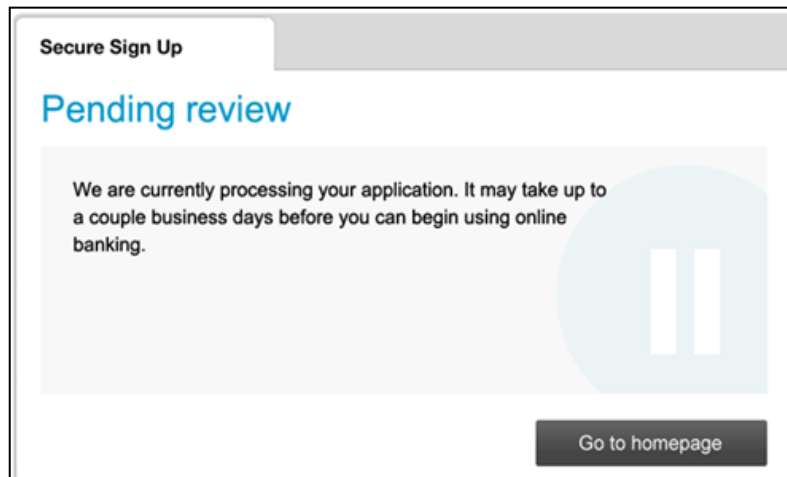 Secure Sign Up
Pending review
We are currently processing your application. It may take up to
a couple business days before you can begin using online
banking.
Go to homepage